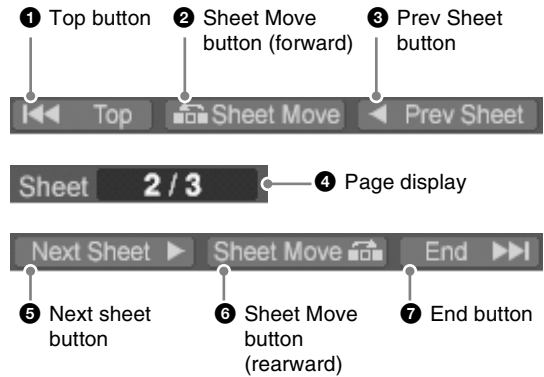 ❶ Top button
❷ Sheet Move button (forward)
❸ Prev Sheet button
Top
Sheet Move
Prev Sheet
Sheet 2 / 3
❹ Page display
Next Sheet
Sheet Move
End
❺ Next sheet button
❻ Sheet Move button (rearward)
❼ End button